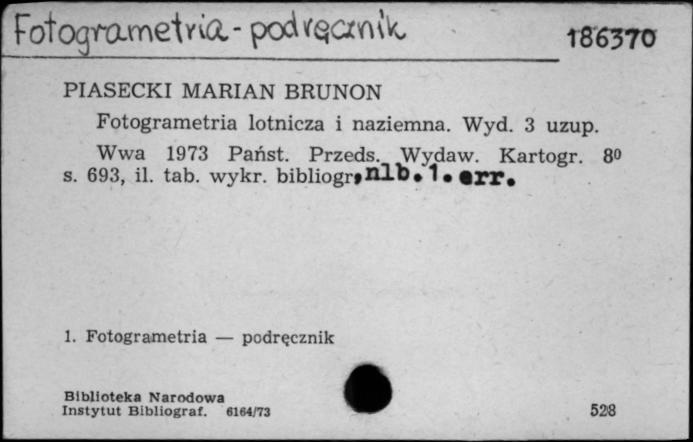 Fotogrametria - podręcznik 186370
PIASECKI MARIAN BRUNON
Fotogrametria lotnicza i naziemna. Wyd. 3 uzup.
Wwa 1973 Państ. Przeds. Wydaw. Kartogr. 8⁰
s. 693, il. tab. wykr. bibliogr, nlb. 1. err.
1. Fotogrametria — podręcznik
Biblioteka Narodowa
Instytut Bibliograf. 6164/73 528